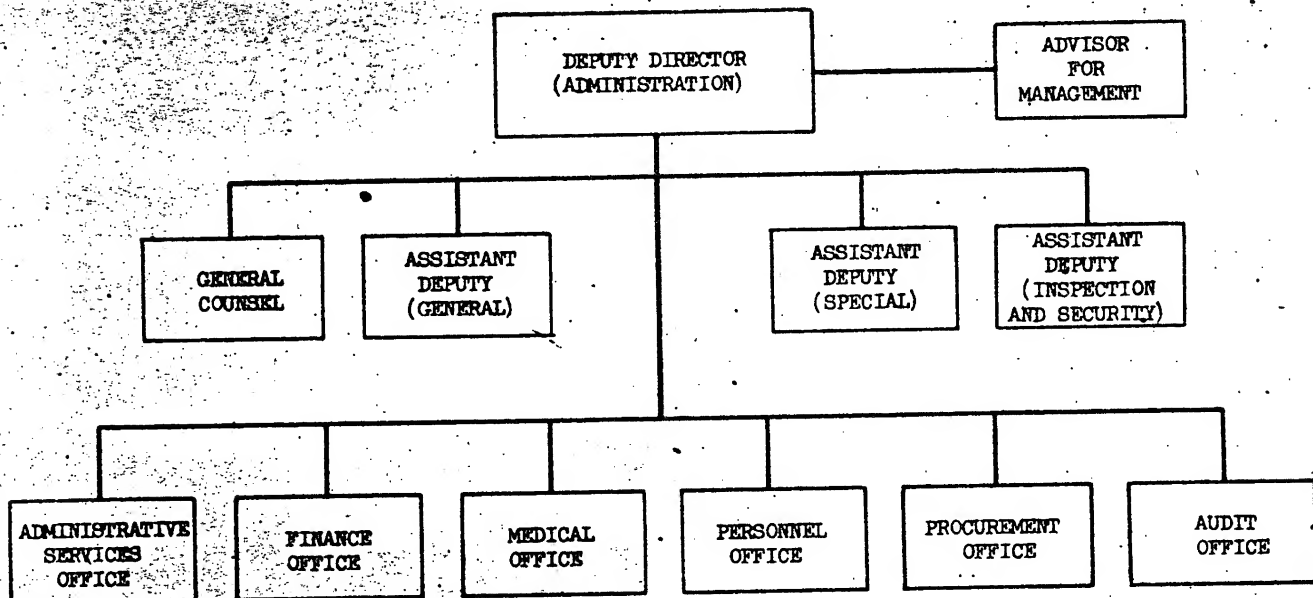 DEPUTY DIRECTOR
(ADMINISTRATION)
ADVISOR
FOR
MANAGEMENT
GENERAL
COUNSEL
ASSISTANT
DEPUTY
(GENERAL)
ASSISTANT
DEPUTY
(SPECIAL)
ASSISTANT
DEPUTY
(INSPECTION
AND SECURITY)
ADMINISTRATIVE
SERVICES
OFFICE
FINANCE
OFFICE
MEDICAL
OFFICE
PERSONNEL
OFFICE
PROCUREMENT
OFFICE
AUDIT
OFFICE